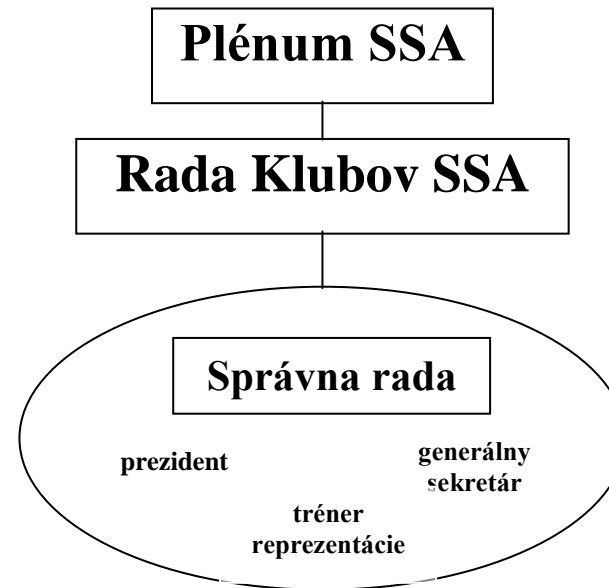 Plénum SSA
Rada Klubov SSA
Správna rada
prezident
generálny
sekretár
tréner
reprezentácie